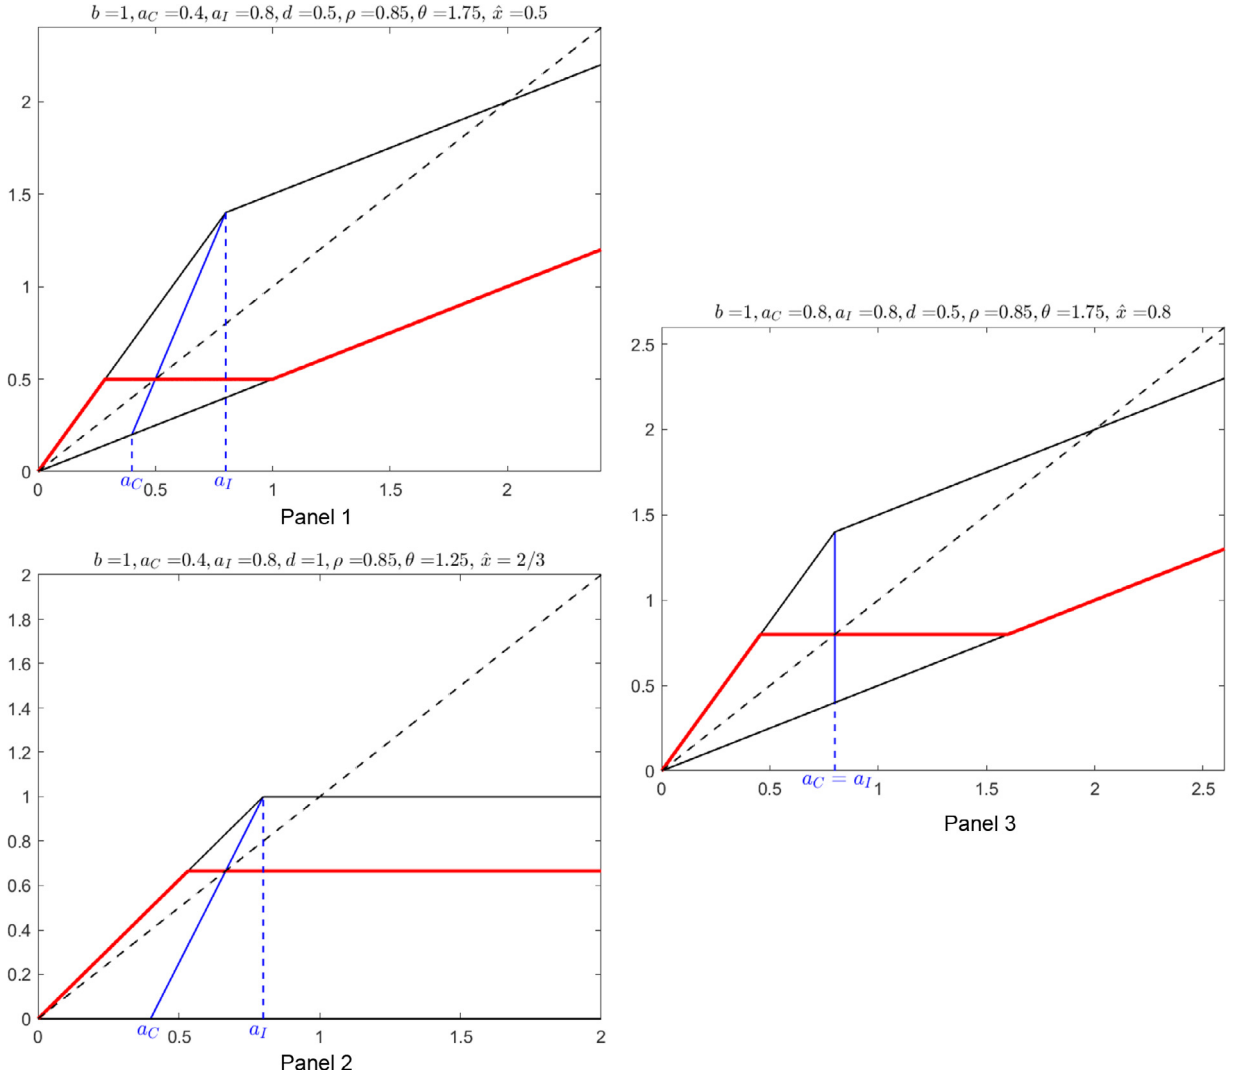 b =1, a_C =0.4, a_I =0.8, d =0.5, ρ =0.85, θ =1.75, x̂ =0.5
2
1.5
1
0.5
0
0 a_C 0.5 a_I 1 1.5 2
Panel 1
b =1, a_C =0.4, a_I =0.8, d =1, ρ =0.85, θ =1.25, x̂ = 2/3
2
1.8
1.6
1.4
1.2
1
0.8
0.6
0.4
0.2
0
0 a_C 0.5 a_I 1 1.5 2
Panel 2
b =1, a_C =0.8, a_I =0.8, d =0.5, ρ =0.85, θ =1.75, x̂ =0.8
2.5
2
1.5
1
0.5
0
a_C = a_I
0 0.5 1 1.5 2 2.5
Panel 3